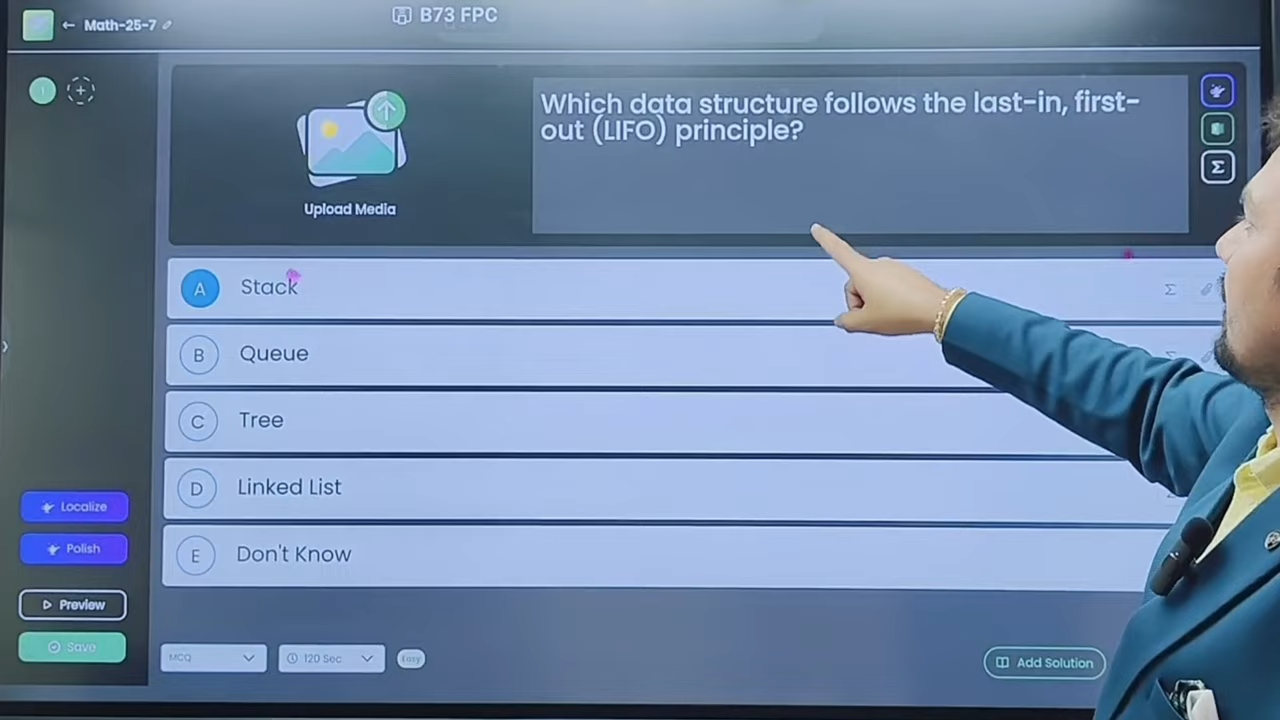 Math-25-7
B73 FPC
Which data structure follows the last-in, first-
out (LIFO) principle?
Upload Media
A Stack
B Queue
C Tree
D Linked List
E Don't Know
Localize
Polish
Preview
Save
MCQ
120 Sec
Easy
Add Solution